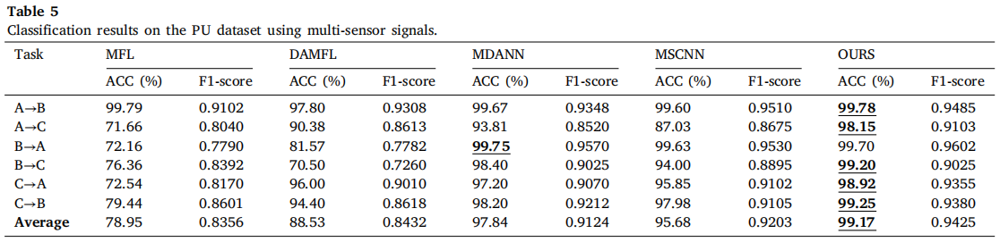 Table 5
Classification results on the PU dataset using multi-sensor signals.
Task MFL DAMFL MDANN MSCNN OURS
ACC (%) F1-score ACC (%) F1-score ACC (%) F1-score ACC (%) F1-score ACC (%) F1-score
A→B 99.79 0.9102 97.80 0.9308 99.67 0.9348 99.60 0.9510 99.78 0.9485
A→C 71.66 0.8040 90.38 0.8613 93.81 0.8520 87.03 0.8675 98.15 0.9103
B→A 72.16 0.7790 81.57 0.7782 99.75 0.9570 99.63 0.9530 99.70 0.9602
B→C 76.36 0.8392 70.50 0.7260 98.40 0.9025 94.00 0.8895 99.20 0.9025
C→A 72.54 0.8170 96.00 0.9010 97.20 0.9070 95.85 0.9102 98.92 0.9355
C→B 79.44 0.8601 94.40 0.8618 98.20 0.9212 97.98 0.9105 99.25 0.9380
Average 78.95 0.8356 88.53 0.8432 97.84 0.9124 95.68 0.9203 99.17 0.9425